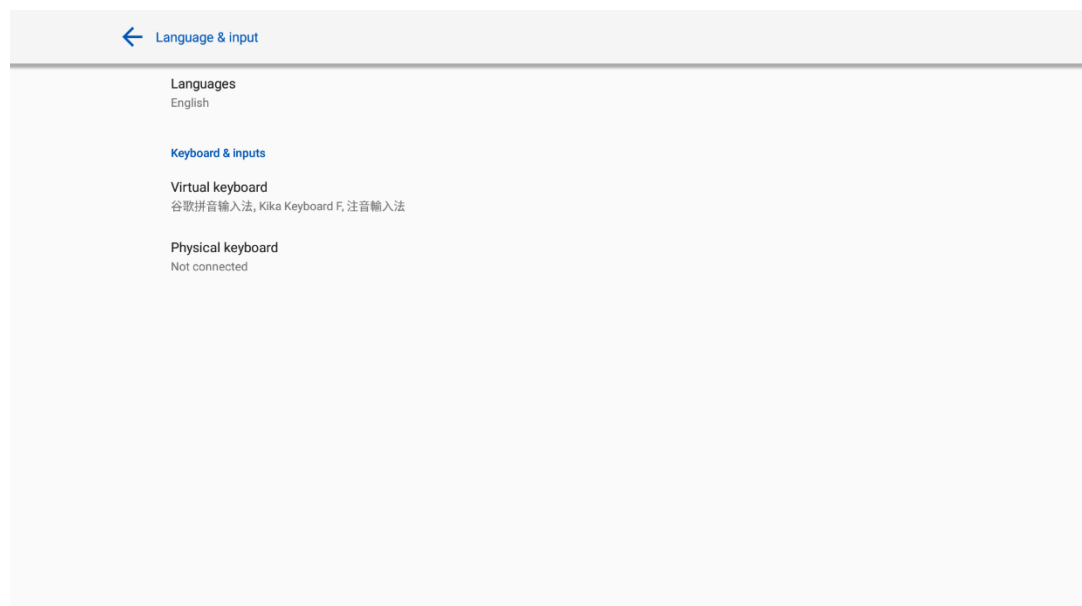 Language & input
Languages
English
Keyboard & inputs
Virtual keyboard
谷歌拼音输入法, Kika Keyboard F, 注音輸入法
Physical keyboard
Not connected